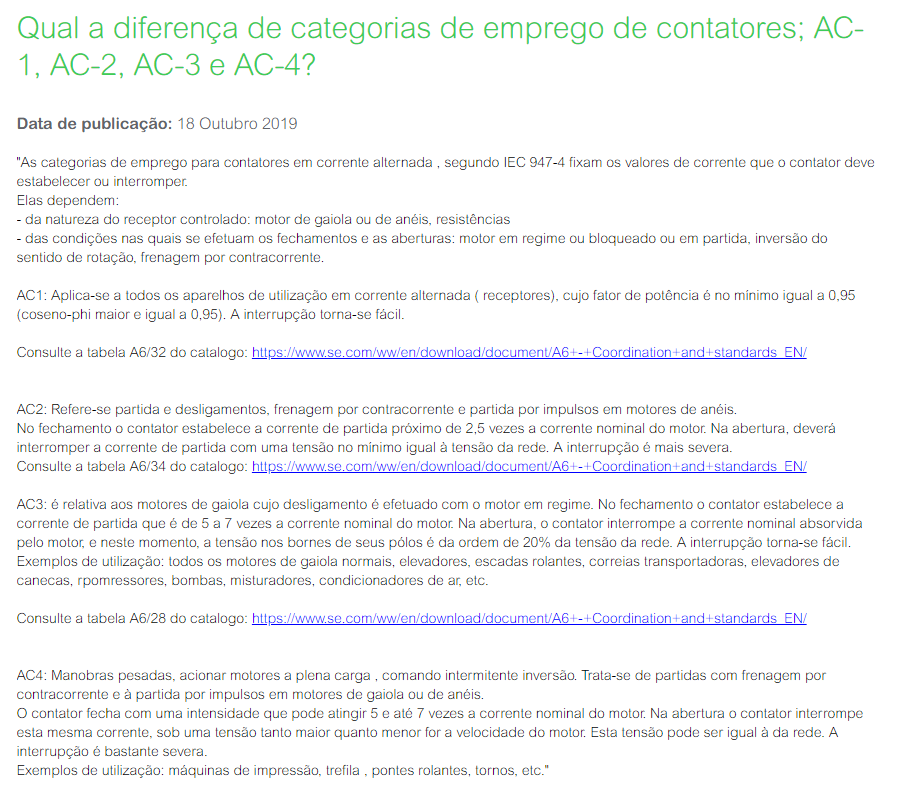 Qual a diferença de categorias de emprego de contatores; AC-
1, AC-2, AC-3 e AC-4?
Data de publicação: 18 Outubro 2019
"As categorias de emprego para contatores em corrente alternada , segundo IEC 947-4 fixam os valores de corrente que o contator deve
estabelecer ou interromper.
Elas dependem:
- da natureza do receptor controlado: motor de gaiola ou de anéis, resistências
- das condições nas quais se efetuam os fechamentos e as aberturas: motor em regime ou bloqueado ou em partida, inversão do
sentido de rotação, frenagem por contracorrente.
AC1: Aplica-se a todos os aparelhos de utilização em corrente alternada ( receptores), cujo fator de potência é no mínimo igual a 0,95
(coseno-phi maior e igual a 0,95). A interrupção torna-se fácil.
Consulte a tabela A6/32 do catalogo: https://www.se.com/ww/en/download/document/A6+-+Coordination+and+standards_EN/
AC2: Refere-se partida e desligamentos, frenagem por contracorrente e partida por impulsos em motores de anéis.
No fechamento o contator estabelece a corrente de partida próximo de 2,5 vezes a corrente nominal do motor. Na abertura, deverá
interromper a corrente de partida com uma tensão no mínimo igual à tensão da rede. A interrupção é mais severa.
Consulte a tabela A6/34 do catalogo: https://www.se.com/ww/en/download/document/A6+-+Coordination+and+standards_EN/
AC3: é relativa aos motores de gaiola cujo desligamento é efetuado com o motor em regime. No fechamento o contator estabelece a
corrente de partida que é de 5 a 7 vezes a corrente nominal do motor. Na abertura, o contator interrompe a corrente nominal absorvida
pelo motor, e neste momento, a tensão nos bornes de seus pólos é da ordem de 20% da tensão da rede. A interrupção torna-se fácil.
Exemplos de utilização: todos os motores de gaiola normais, elevadores, escadas rolantes, correias transportadoras, elevadores de
canecas, rpomressores, bombas, misturadores, condicionadores de ar, etc.
Consulte a tabela A6/28 do catalogo: https://www.se.com/ww/en/download/document/A6+-+Coordination+and+standards_EN/
AC4: Manobras pesadas, acionar motores a plena carga , comando intermitente inversão. Trata-se de partidas com frenagem por
contracorrente e à partida por impulsos em motores de gaiola ou de anéis.
O contator fecha com uma intensidade que pode atingir 5 e até 7 vezes a corrente nominal do motor. Na abertura o contator interrompe
esta mesma corrente, sob uma tensão tanto maior quanto menor for a velocidade do motor. Esta tensão pode ser igual à da rede. A
interrupção é bastante severa.
Exemplos de utilização: máquinas de impressão, trefila , pontes rolantes, tornos, etc."